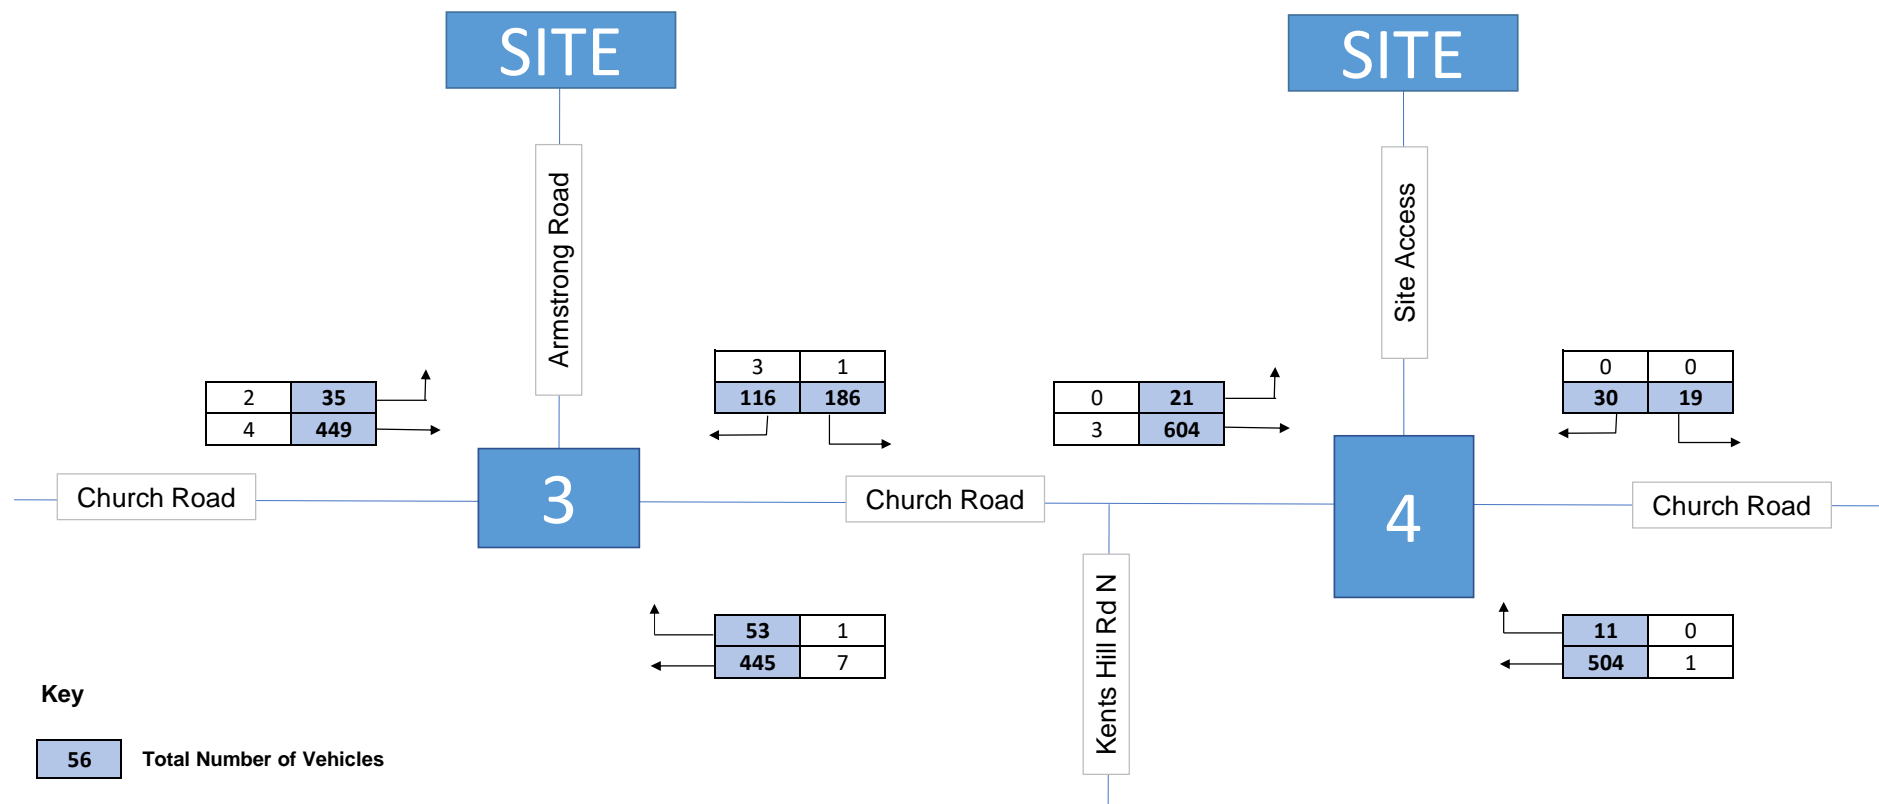 SITE
SITE
Armstrong Road
Site Access
3 1
116 186
0 0
30 19
2 35
4 449
0 21
3 604
Church Road
3
Church Road
4
Church Road
Kents Hill Rd N
53 1
445 7
11 0
504 1
Key
56 Total Number of Vehicles